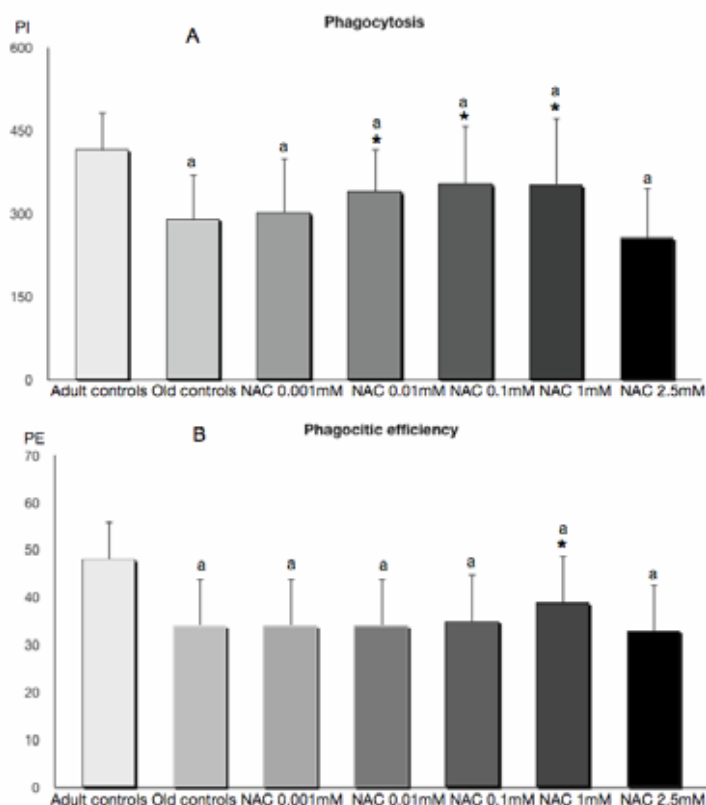 Phagocytosis
PI
A
600
a
a
a
*
a
*
a
*
a
450
300
150
0
Adult controls Old controls NAC 0.001mM NAC 0.01mM NAC 0.1mM NAC 1mM NAC 2.5mM
Phagocitic efficiency
B
PE
70
60
a
a
a
a
a
*
a
50
40
30
20
10
0
Adult controls Old controls NAC 0.001mM NAC 0.01mM NAC 0.1mM NAC 1mM NAC 2.5mM